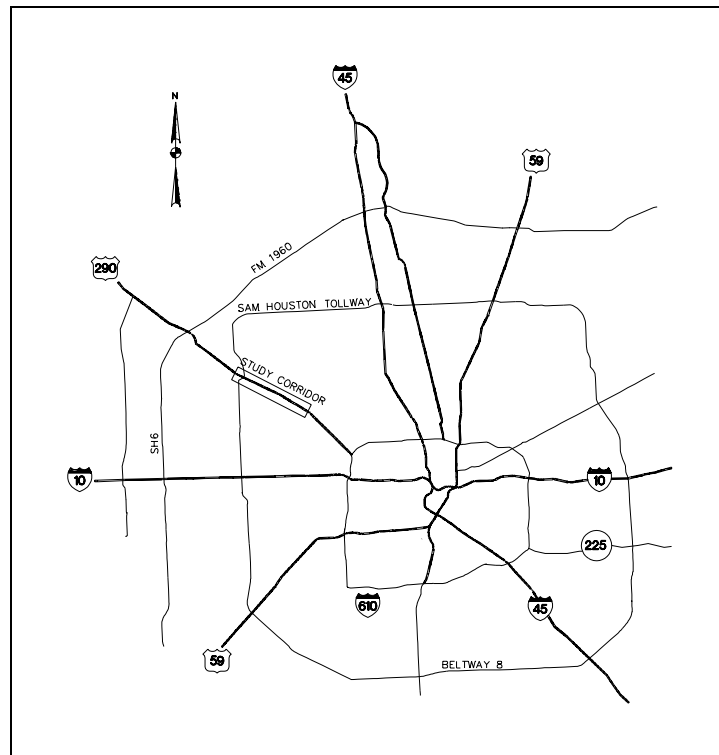 45
N
59
FM 1960
290
SAM HOUSTON TOLLWAY
STUDY CORRIDOR
SH6
10
10
225
610
45
59
BELTWAY 8